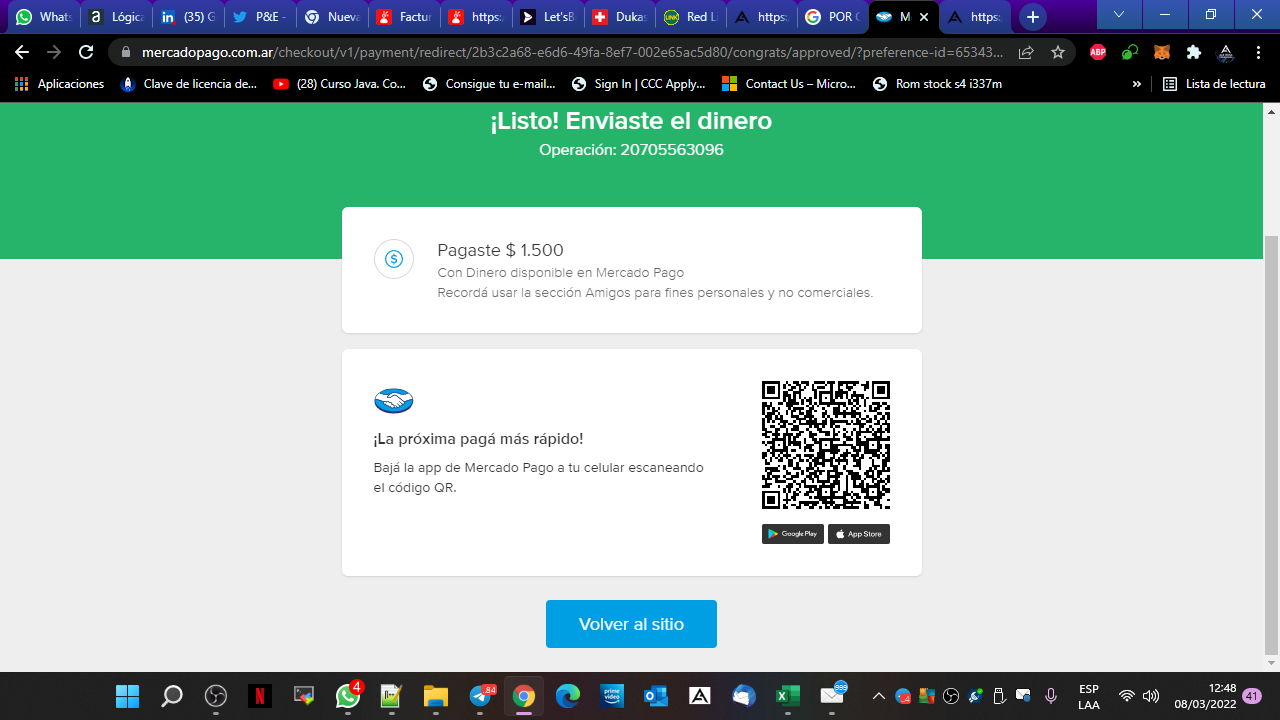 Whats
Lógica
(35) G
P&E -
Nueva
Factur
https:/
Let'sB
Dukas
Red Li
https:
POR C
M
https:
mercadopago.com.ar/checkout/v1/payment/redirect/2b3c2a68-e6d6-49fa-8ef7-002e65ac5d80/congrats/approved/?preference-id=65343...
Aplicaciones
Clave de licencia de...
(28) Curso Java. Co...
Consigue tu e-mail...
Sign In | CCC Apply...
Contact Us – Micro...
Rom stock s4 i337m
»
Lista de lectura
¡Listo! Enviaste el dinero
Operación: 20705563096
Pagaste $ 1.500
Con Dinero disponible en Mercado Pago
Recordá usar la sección Amigos para fines personales y no comerciales.
¡La próxima pagá más rápido!
Bajá la app de Mercado Pago a tu celular escaneando
el código QR.
Google Play
App Store
Volver al sitio
4
.84
999
ESP
LAA
12:48
08/03/2022
41